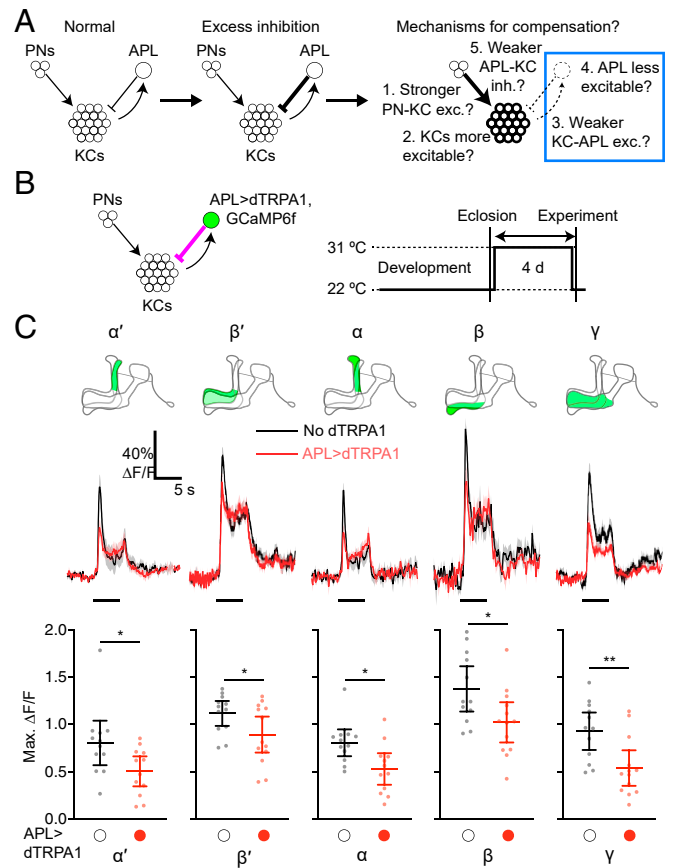 A
Normal
Excess inhibition
Mechanisms for compensation?
PNs
APL
KCs
PNs
APL
KCs
5. Weaker
APL-KC
inh.?
1. Stronger
PN-KC exc.?
2. KCs more
excitable?
4. APL less
excitable?
3. Weaker
KC-APL exc.?
KCs
B
PNs
APL>dTRPA1,
GCaMP6f
KCs
Eclosion
Experiment
31 ºC
Development
4 d
22 ºC
C
α′ β′ α β γ
No dTRPA1
APL>dTRPA1
40%
ΔF/F
5 s
Max. ΔF/F
2.0
1.5
1.0
0.5
0.0
* * * * **
APL>
dTRPA1
α′ β′ α β γ